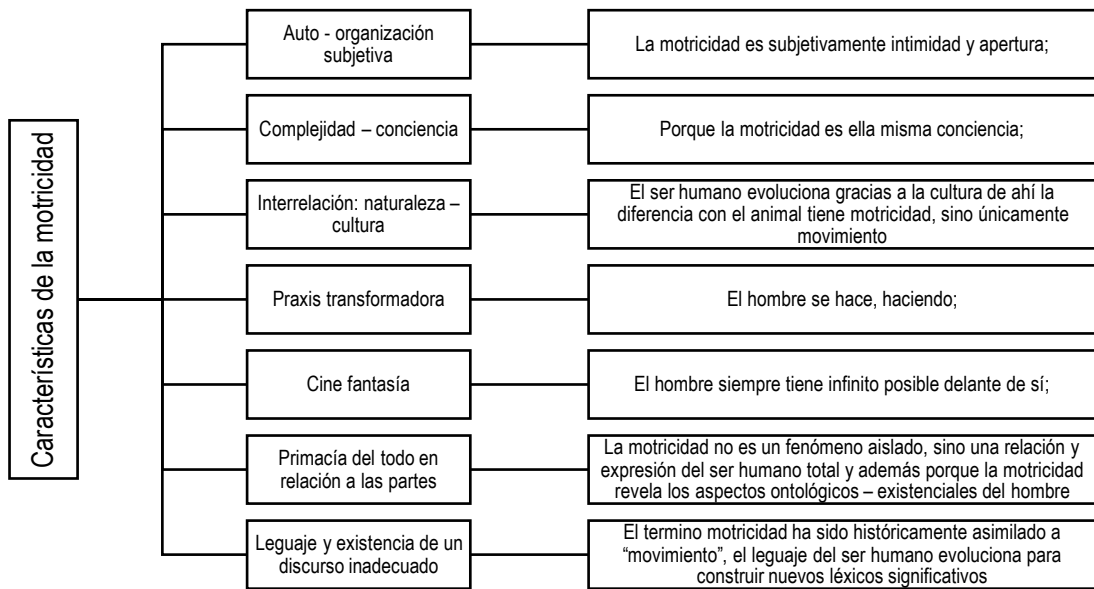 Características de la motricidad
Auto - organización
subjetiva
La motricidad es subjetivamente intimidad y apertura;
Complejidad – conciencia
Porque la motricidad es ella misma conciencia;
Interrelación: naturaleza –
cultura
El ser humano evoluciona gracias a la cultura de ahí la
diferencia con el animal tiene motricidad, sino únicamente
movimiento
Praxis transformadora
El hombre se hace, haciendo;
Cine fantasía
El hombre siempre tiene infinito posible delante de sí;
Primacía del todo en
relación a las partes
La motricidad no es un fenómeno aislado, sino una relación y
expresión del ser humano total y además porque la motricidad
revela los aspectos ontológicos – existenciales del hombre
Leguaje y existencia de un
discurso inadecuado
El termino motricidad ha sido históricamente asimilado a
“movimiento”, el leguaje del ser humano evoluciona para
construir nuevos léxicos significativos